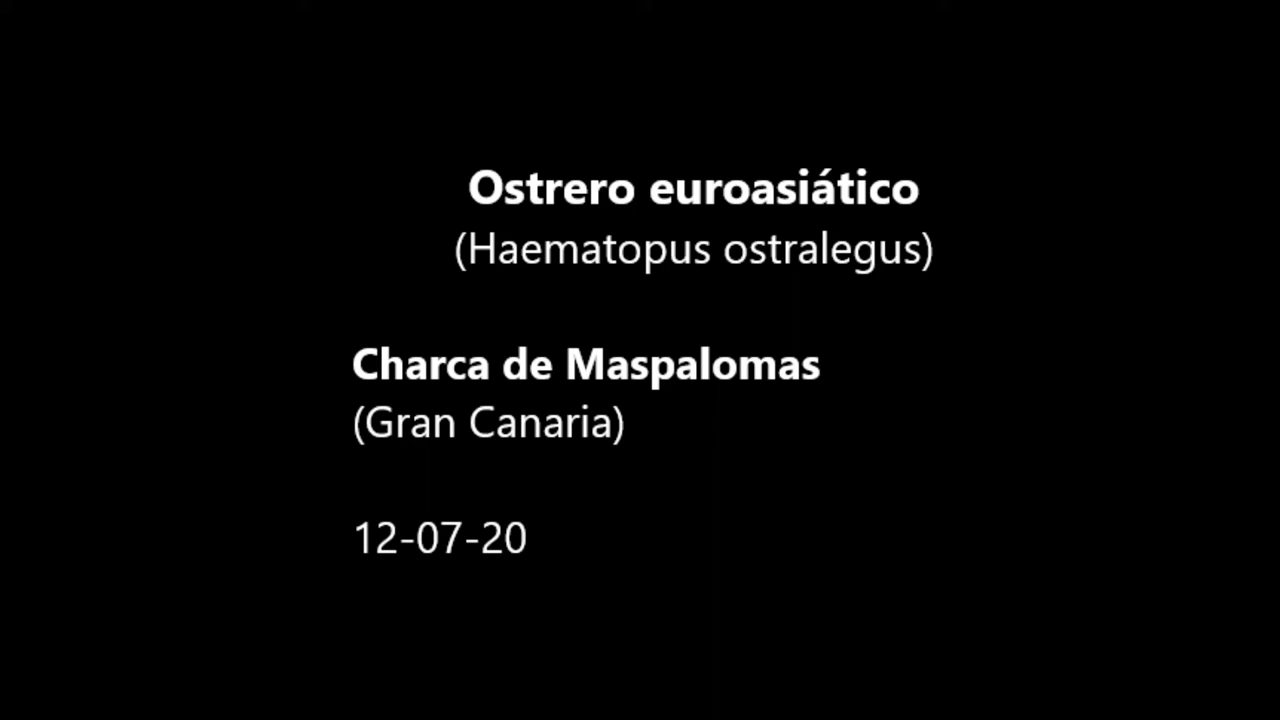 Ostrero euroasiático
(Haematopus ostralegus)
Charca de Maspalomas
(Gran Canaria)
12-07-20